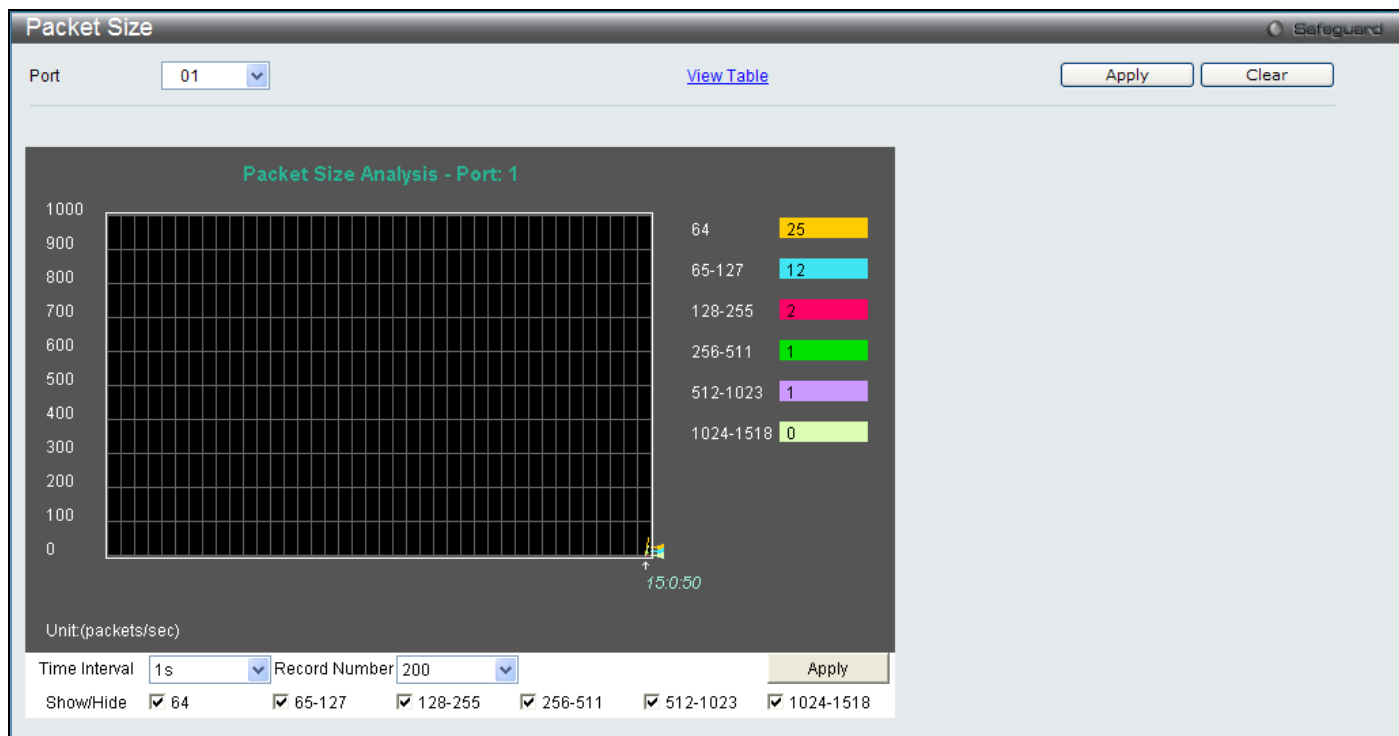 Packet Size
Safeguard
Port 01 View Table Apply Clear
Packet Size Analysis - Port: 1
1000
900
800
700
600
500
400
300
200
100
0
64 25
65-127 12
128-255 2
256-511 1
512-1023 1
1024-1518 0
15:0:50
Unit:(packets/sec)
Time Interval 1s Record Number 200 Apply
Show/Hide 64 65-127 128-255 256-511 512-1023 1024-1518